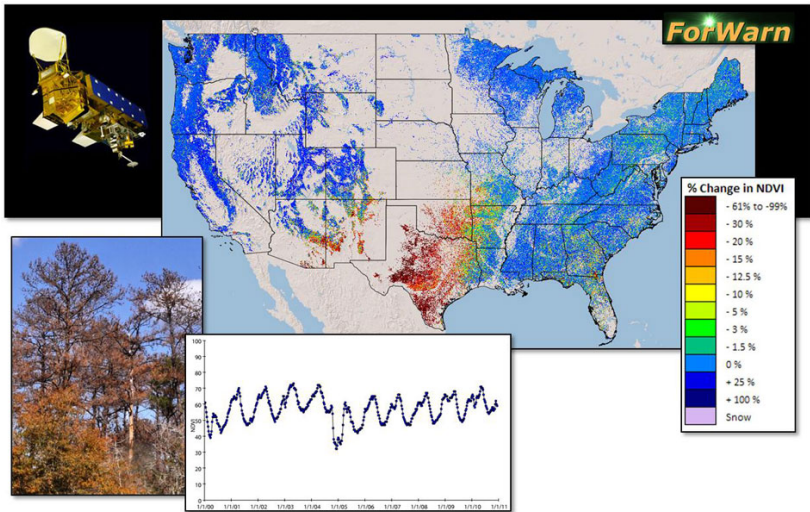 ForWarn
% Change in NDVI
- 61% to -99%
- 30 %
- 20 %
- 15 %
- 12.5 %
- 10 %
- 5 %
- 3 %
- 1.5 %
0 %
+ 25 %
+ 100 %
Snow
100
90
80
70
60
50
40
30
20
10
0
NDVI
1/1/00 1/1/01 1/1/02 1/1/03 1/1/04 1/1/05 1/1/06 1/1/07 1/1/08 1/1/09 1/1/10 1/1/11